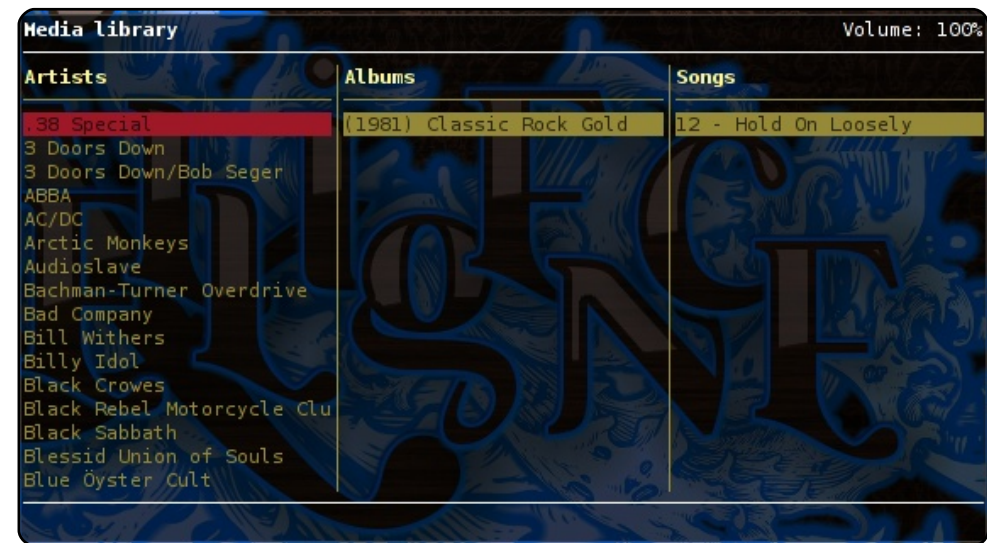 Media library Volume: 100%
Artists Albums Songs
.38 Special (1981) Classic Rock Gold 12 - Hold On Loosely
3 Doors Down
3 Doors Down/Bob Seger
ABBA
AC/DC
Arctic Monkeys
Audioslave
Bachman-Turner Overdrive
Bad Company
Bill Withers
Billy Idol
Black Crowes
Black Rebel Motorcycle Clu
Black Sabbath
Blessid Union of Souls
Blue Öyster Cult